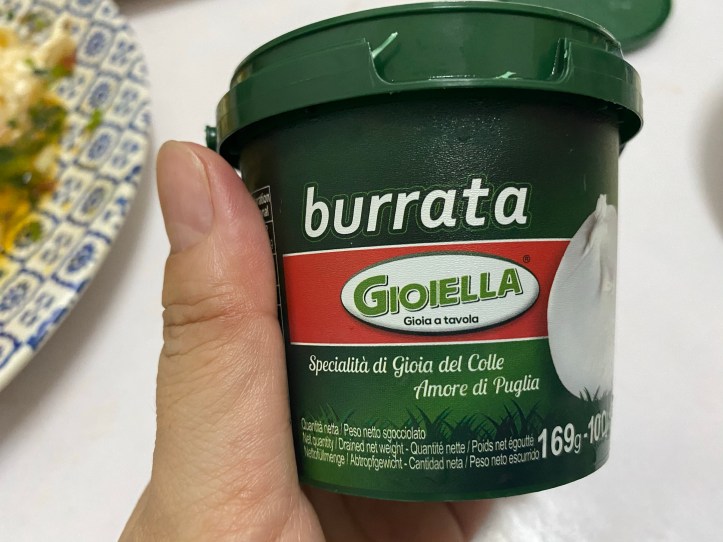 burrata
GIOIELLA®
Gioia a tavola
Specialità di Gioia del Colle
Amore di Puglia
Quantità netta / Peso netto sgocciolato
Net. quantity / Drained net weight - Quantité nette / Poids net égoutté
Nettofüllmenge / Abtropfgewicht - Cantidad neta / Peso neto escurrido
169g-100